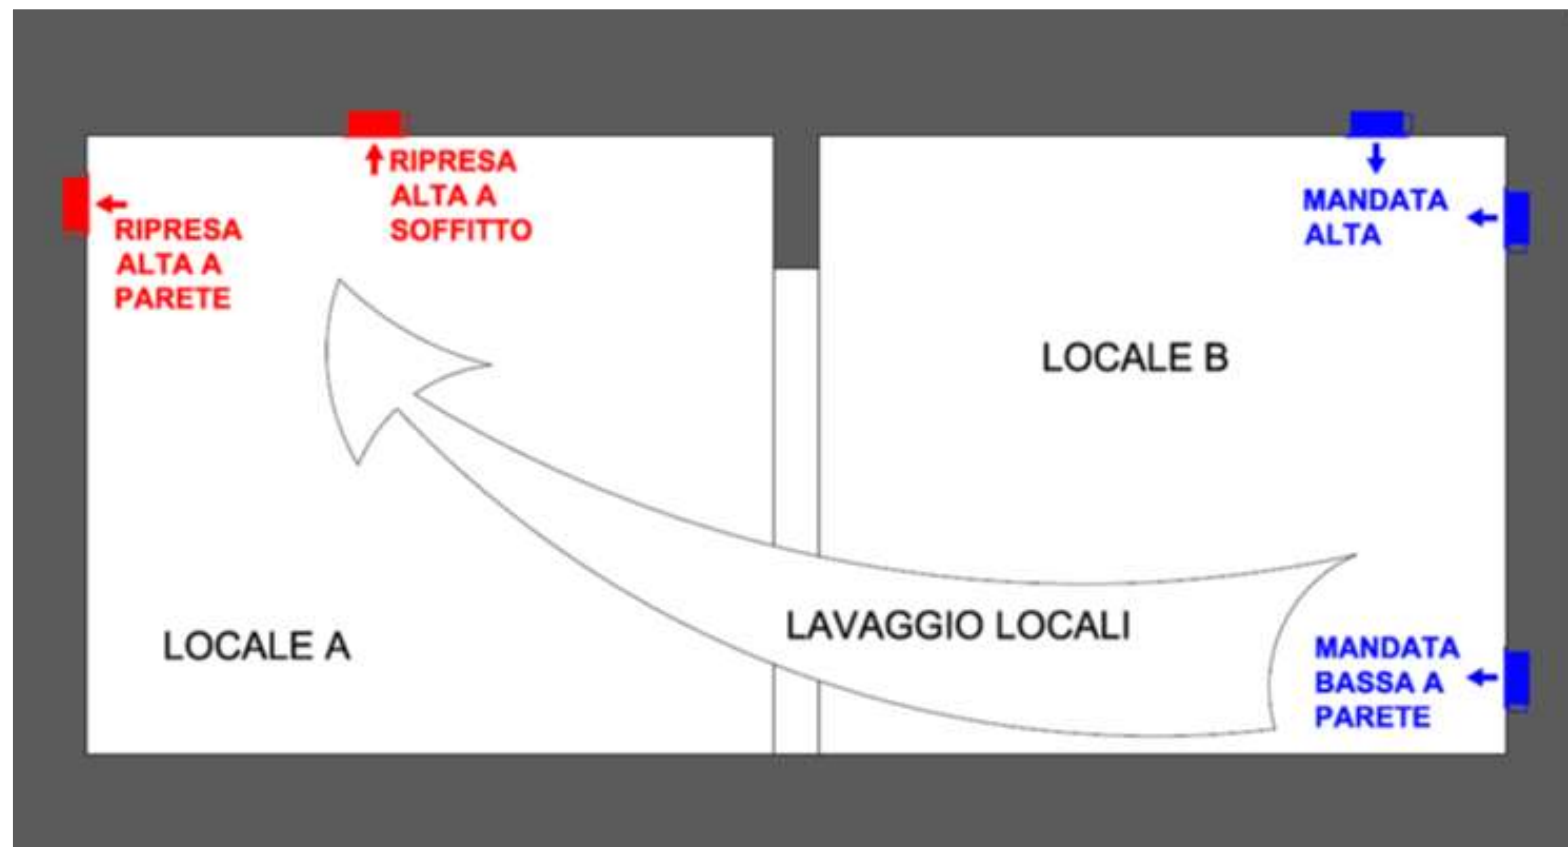 RIPRESA
ALTA A
SOFFITTO
RIPRESA
ALTA A
PARETE
MANDATA
ALTA
LOCALE B
LOCALE A
LAVAGGIO LOCALI
MANDATA
BASSA A
PARETE